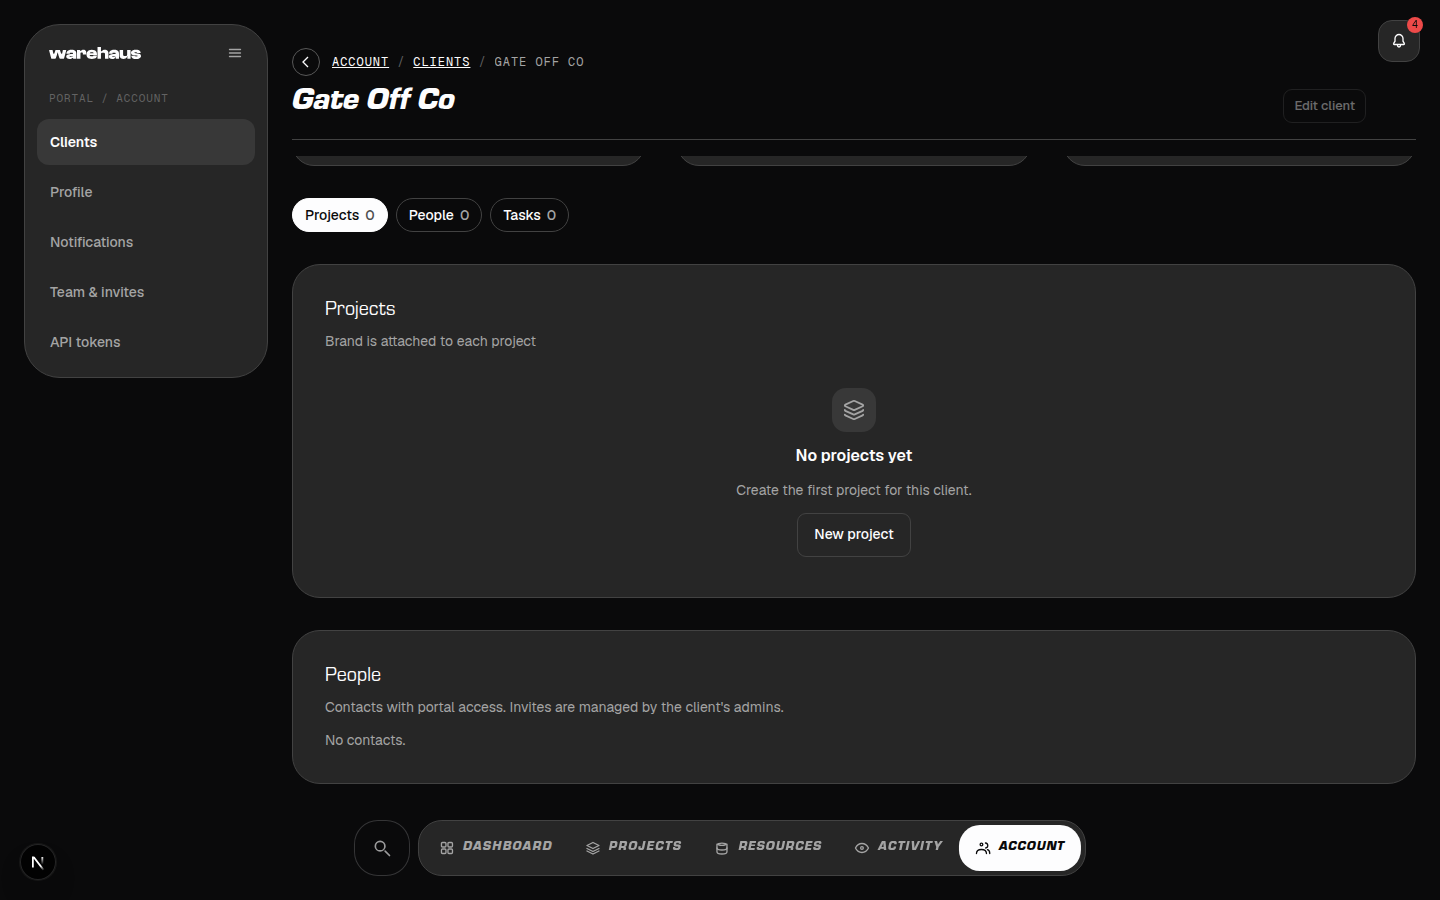 warehaus
PORTAL / ACCOUNT
Clients
Profile
Notifications
Team & invites
API tokens
4
ACCOUNT / CLIENTS / GATE OFF CO
Gate Off Co
Edit client
Projects 0
People 0
Tasks 0
Projects
Brand is attached to each project
No projects yet
Create the first project for this client.
New project
People
Contacts with portal access. Invites are managed by the client's admins.
No contacts.
N
DASHBOARD
PROJECTS
RESOURCES
ACTIVITY
ACCOUNT